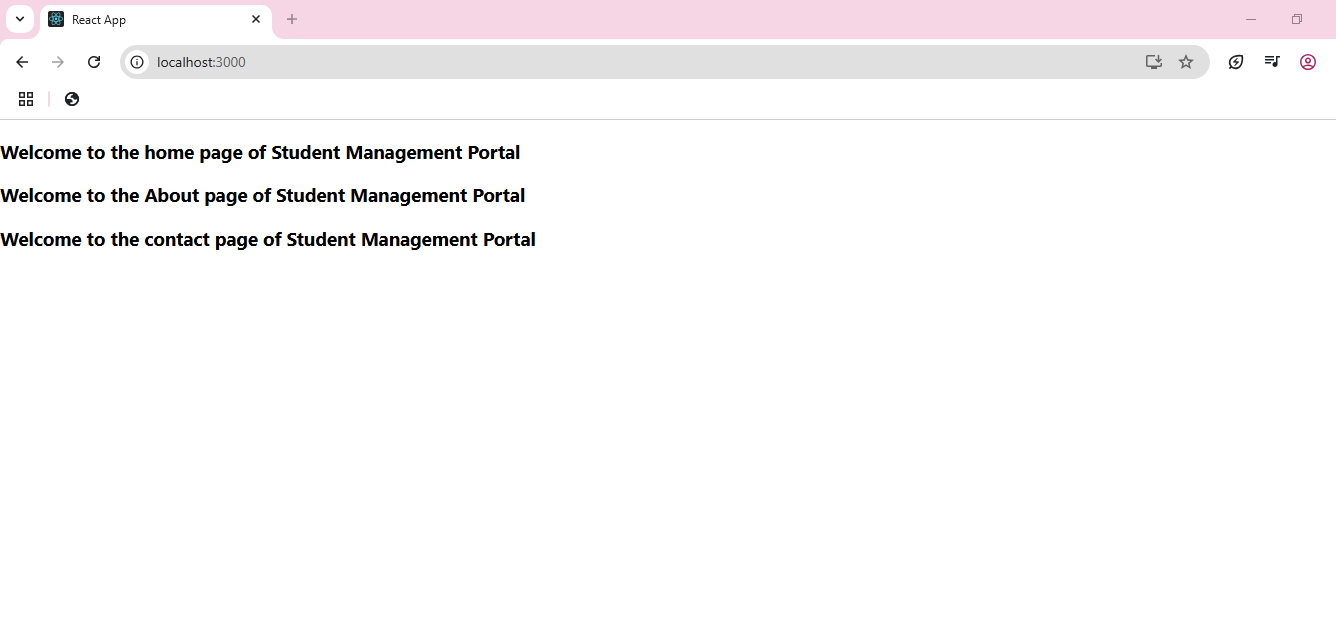 React App
localhost:3000
Welcome to the home page of Student Management Portal
Welcome to the About page of Student Management Portal
Welcome to the contact page of Student Management Portal